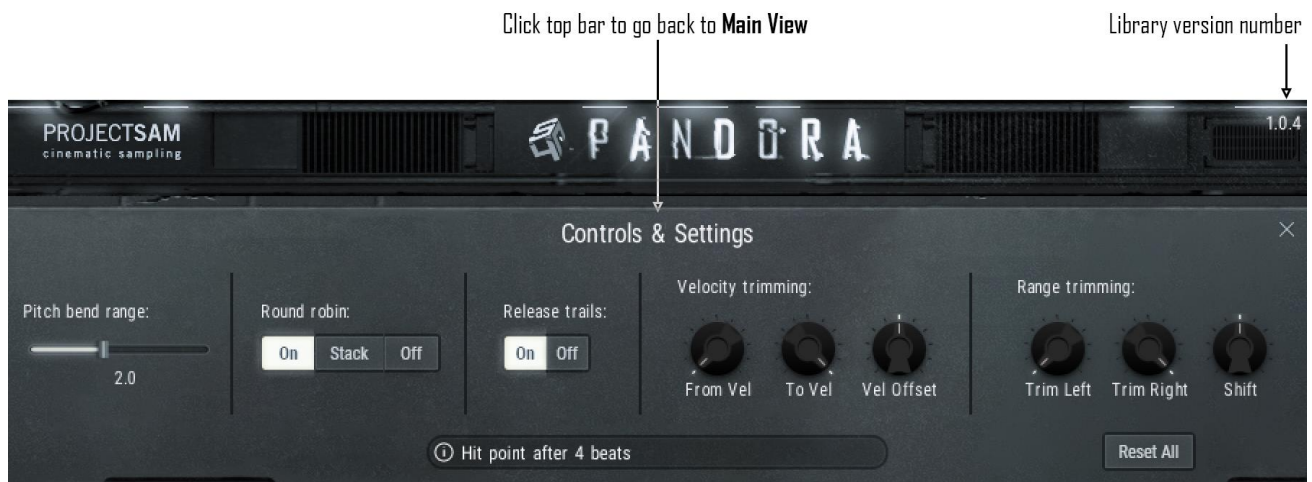 Click top bar to go back to Main View
Library version number
PROJECTSAM
cinematic sampling
SAM
PANDORA
1.0.4
Controls & Settings
Pitch bend range:
2.0
Round robin:
On Stack Off
Release trails:
On Off
Velocity trimming:
From Vel To Vel Vel Offset
Range trimming:
Trim Left Trim Right Shift
Hit point after 4 beats
Reset All